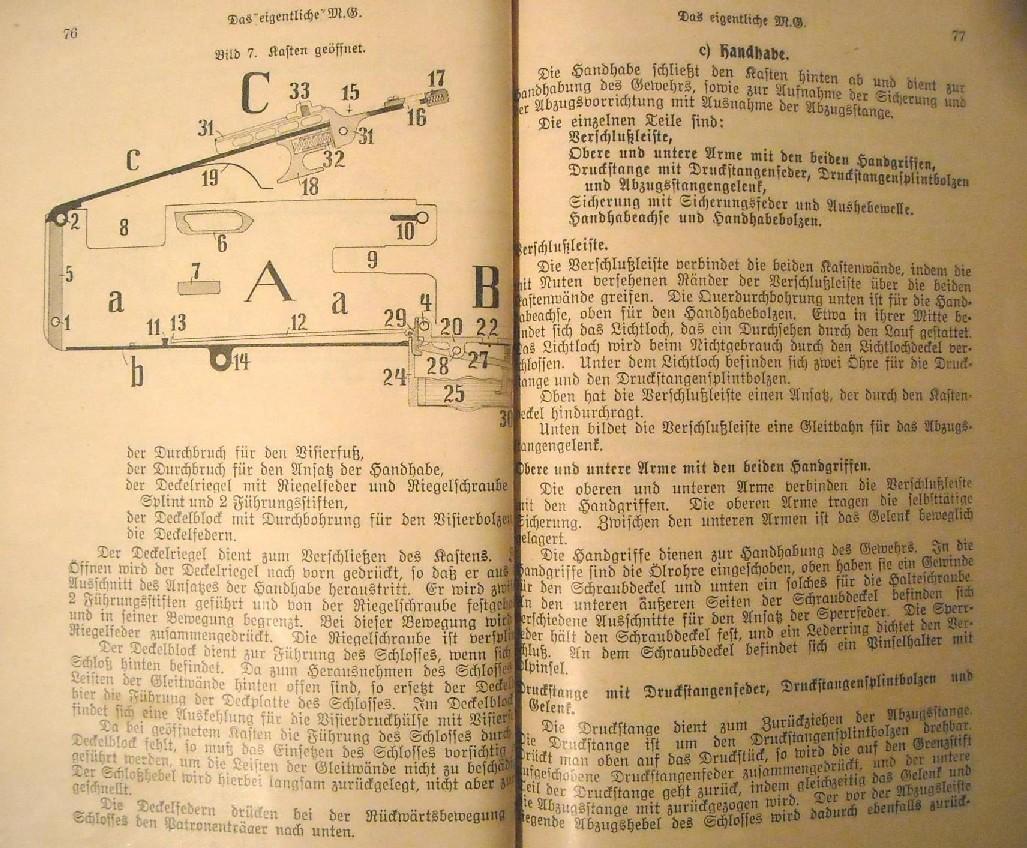 76
Das "eigentliche" M.G.
Bild 7. Kasten geöffnet.
C
33
15
17
31
16
31
C
32
19
18
2
8
6
10
9
5
7
A
B
a
a
4
1
11
13
12
29
20
22
14
28
27
b
24
25
30
der Durchbruch für den Visierfuß,
der Durchbruch für den Ansatz der Handhabe,
der Deckelriegel mit Riegelfeder und Riegelschraube
Splint und 2 Führungsstiften,
der Deckelblock mit Durchbohrung für den Visierbolzen
die Deckelfedern.
Der Deckelriegel dient zum Verschließen des Kastens.
Öffnen wird der Deckelriegel nach vorn gedrückt, so daß er aus
Ausschnitt des Ansatzes der Handhabe heraustritt. Er wird
2 Führungsstiften geführt und von der Riegelschraube
und in seiner Bewegung begrenzt. Bei dieser Bewegung wird
Riegelfeder zusammengedrückt. Die Riegelschraube ist
Der Deckelblock dient zur Führung des Schlosses, wenn sich
Schloß hinten befindet. Da zum Herausnehmen des Schlosses
Leisten der Gleitwände hinten offen sind, so ersetzt der
hier die Führung der Deckplatte des Schlosses. Im Deckelblock
findet sich eine Auskehlung für die Visierdruckhülse mit
Da bei geöffnetem Kasten die Führung des Schlosses durch
Deckelblock fehlt, so muß das Einsetzen des Schlosses vorsichtig
geführt werden, um die Leisten der Gleitwände nicht zu
Der Schloßhebel wird hierbei langsam zurückgelegt, nicht aber
geschnellt.
Die Deckelfedern drücken bei der Rückwärtsbewegung
Schlosses den Patronenträger nach unten.
Das eigentliche M.G.
77
c) Handhabe.
Die Handhabe schließt den Kasten hinten ab und dient zur
Handhabung des Gewehrs, sowie zur Aufnahme der Sicherung und
der Abzugsvorrichtung mit Ausnahme der Abzugsstange.
Die einzelnen Teile sind:
Verschlußleiste,
Obere und untere Arme mit den beiden Handgriffen,
Druckstange mit Druckstangenfeder, Druckstangensplintbolzen
und Abzugsstangengelenk,
Sicherung mit Sicherungsfeder und Aushebewelle.
Handhabeachse und Handhabebolzen.
Verschlußleiste.
Die Verschlußleiste verbindet die beiden Kastenwände, indem die
mit Nuten versehenen Ränder der Verschlußleiste über die beiden
Kastenwände greifen. Die Querdurchbohrung unten ist für die Hand-
habeachse, oben für den Handhabebolzen. Etwa in ihrer Mitte be-
findet sich das Lichtloch, das ein Durchsehen durch den Lauf gestattet.
Das Lichtloch wird beim Nichtgebrauch durch den Lichtlochdeckel ver-
schlossen. Unter dem Lichtloch befinden sich zwei Öhre für die Druck-
stange und den Druckstangensplintbolzen.
Oben hat die Verschlußleiste einen Ansatz, der durch den Kasten-
deckel hindurchragt.
Unten bildet die Verschlußleiste eine Gleitbahn für das Abzugs-
stangengelenk.
Obere und untere Arme mit den beiden Handgriffen.
Die oberen und unteren Arme verbinden die Verschlußleiste
mit den Handgriffen. Die oberen Arme tragen die selbsttätige
Sicherung. Zwischen den unteren Armen ist das Gelenk beweglich
gelagert.
Die Handgriffe dienen zur Handhabung des Gewehrs. In die
Handgriffe sind die Ölrohre eingeschoben, oben haben sie ein Gewinde
für den Schraubdeckel und unten ein solches für die Halteschraube.
An den unteren äußeren Seiten der Schraubdeckel befinden sich
verschiedene Ausschnitte für den Ansatz der Sperrfeder. Die Sperr-
feder hält den Schraubdeckel fest, und ein Lederring dichtet den Ver-
schluß. An dem Schraubdeckel befindet sich ein Pinselhalter mit
Ölpinsel.
Druckstange mit Druckstangenfeder, Druckstangensplintbolzen und
Gelenk.
Die Druckstange dient zum Zurückziehen der Abzugsstange.
Die Druckstange ist um den Druckstangensplintbolzen drehbar.
Drückt man oben auf das Druckstück, so wird die auf den Grenzstift
aufgeschobene Druckstangenfeder zusammengedrückt, und der untere
Teil der Druckstange geht zurück, indem gleichzeitig das Gelenk und
die Abzugsstange mit zurückgezogen wird. Der vor der Abzugsleiste
liegende Abzugshebel des Schlosses wird dadurch ebenfalls zurück-